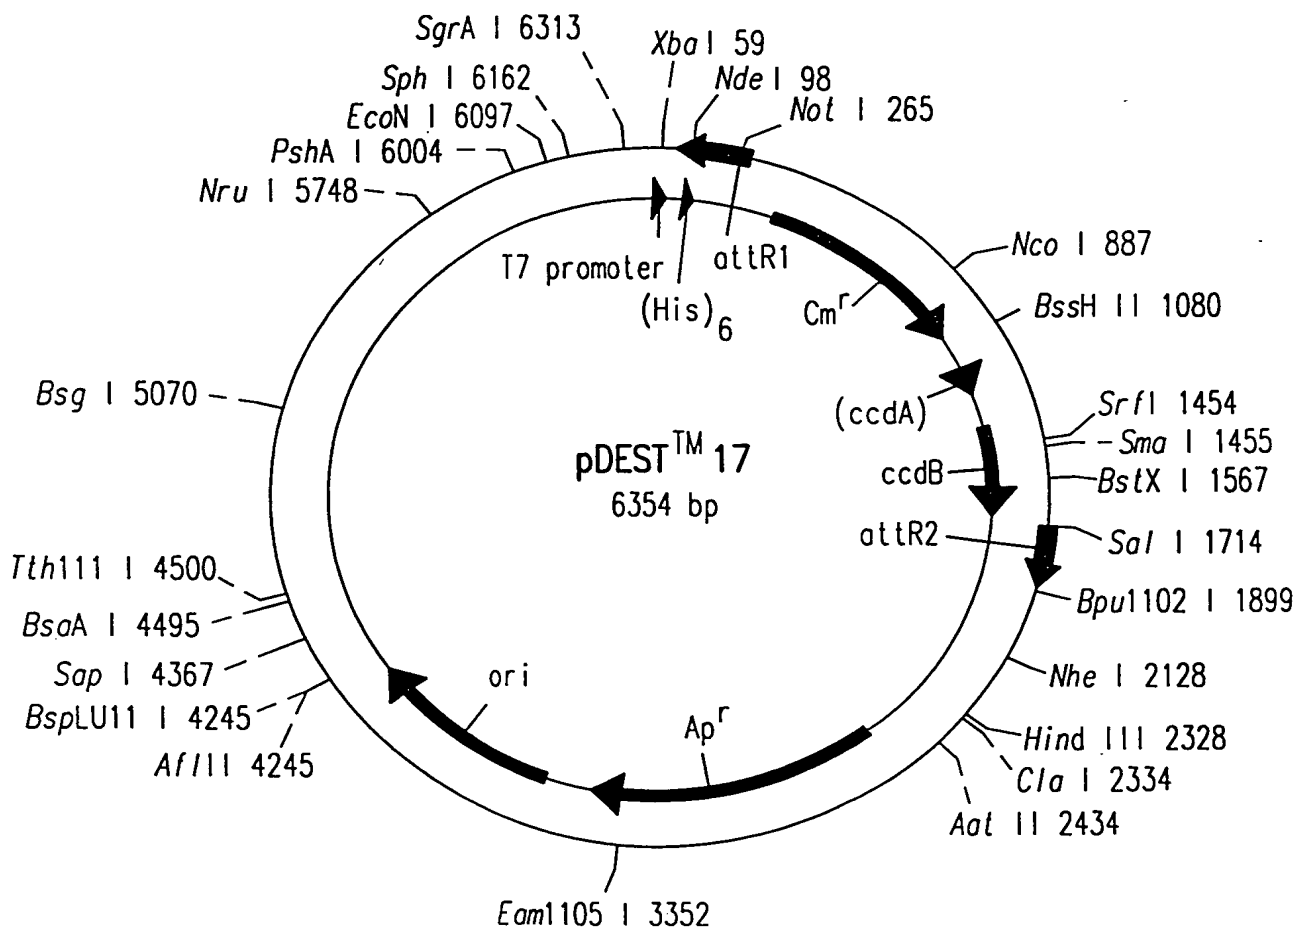 SgrA I 6313
Xba I 59
Sph I 6162
Nde I 98
EcoN I 6097
Not I 265
PshA I 6004
Nru I 5748
Nco I 887
T7 promoter
attR1
(His)6
Cmr
BssH II 1080
Bsg I 5070
(ccdA)
Srf I 1454
Sma I 1455
pDEST™ 17
ccdB
BstX I 1567
6354 bp
attR2
Sal I 1714
Tth111 I 4500
Bpu1102 I 1899
BsaA I 4495
Sap I 4367
ori
Nhe I 2128
BspLU11 I 4245
Apr
Hind III 2328
Afl II 4245
Cla I 2334
Aat II 2434
Eam1105 I 3352